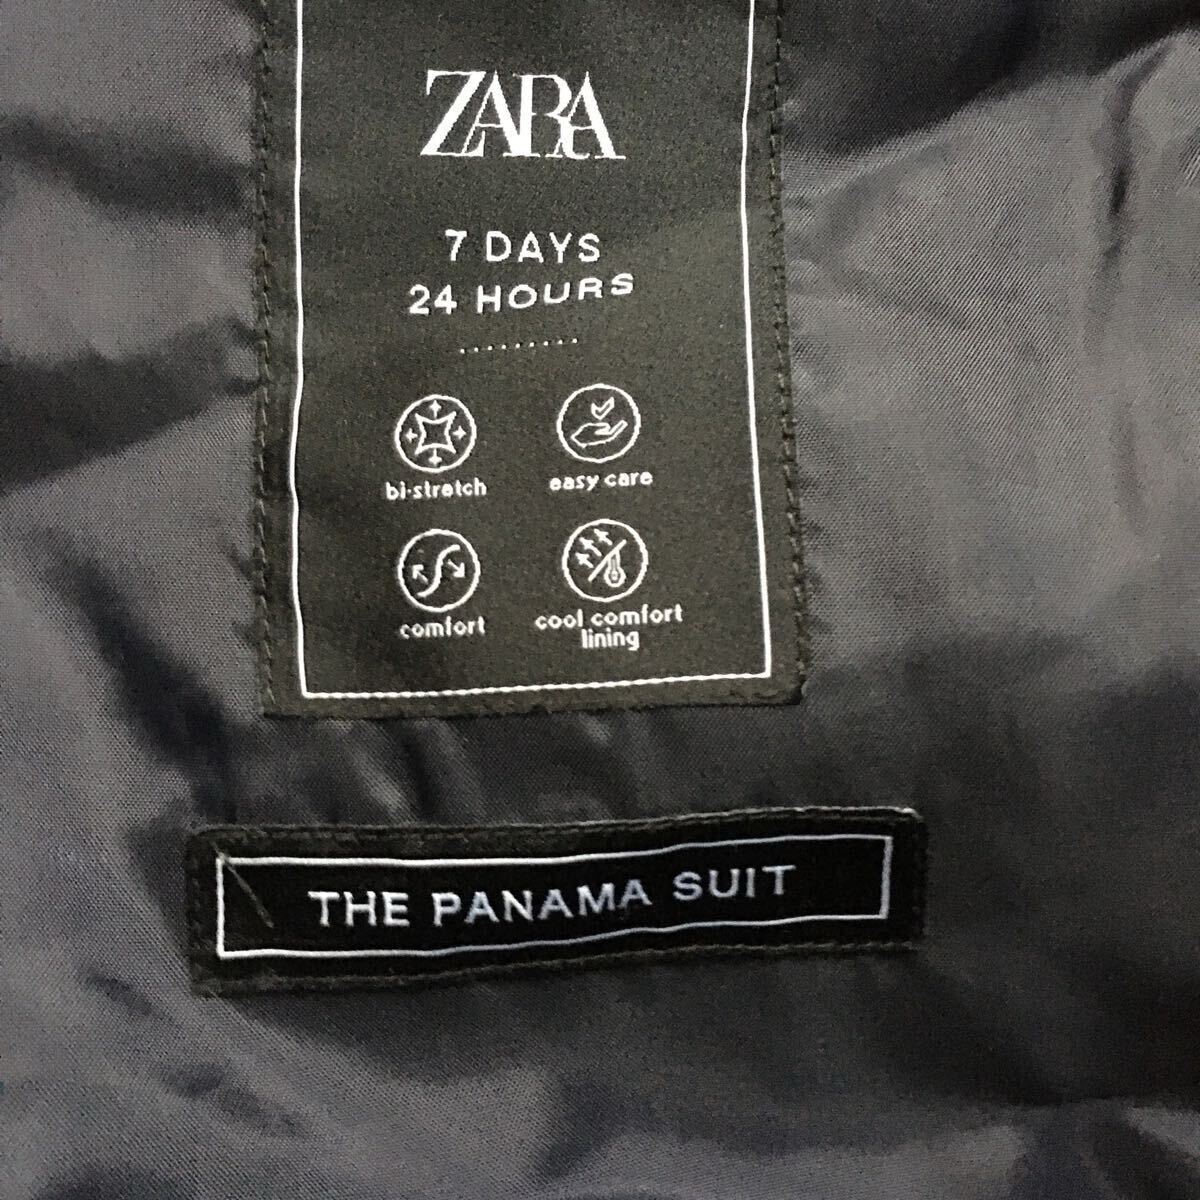 ZARA
7 DAYS
24 HOURS
bi-stretch
easy care
comfort
cool comfort
lining
THE PANAMA SUIT